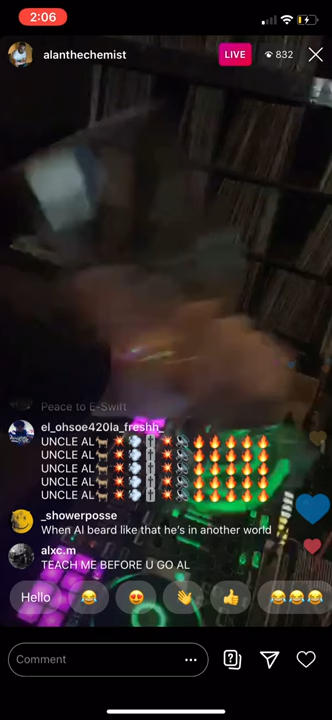 2:06
alanthechemist
LIVE
832
Peace to E-Swift
el_ohsoe420la_freshh_
UNCLE AL🐐💥💨✝️💥🔊🔥🔥🔥🔥🔥
UNCLE AL🐐💥💨✝️💥🔊🔥🔥🔥🔥🔥
UNCLE AL🐐💥💨✝️💥🔊🔥🔥🔥🔥🔥
UNCLE AL🐐💥💨✝️💥🔊🔥🔥🔥🔥🔥
UNCLE AL🐐💥💨✝️💥🔊🔥🔥🔥🔥🔥
_showerposse
When Al beard like that he's in another world
alxc.m
TEACH ME BEFORE U GO AL
Hello 😂 😍 👋 👍 😂😂😂
Comment